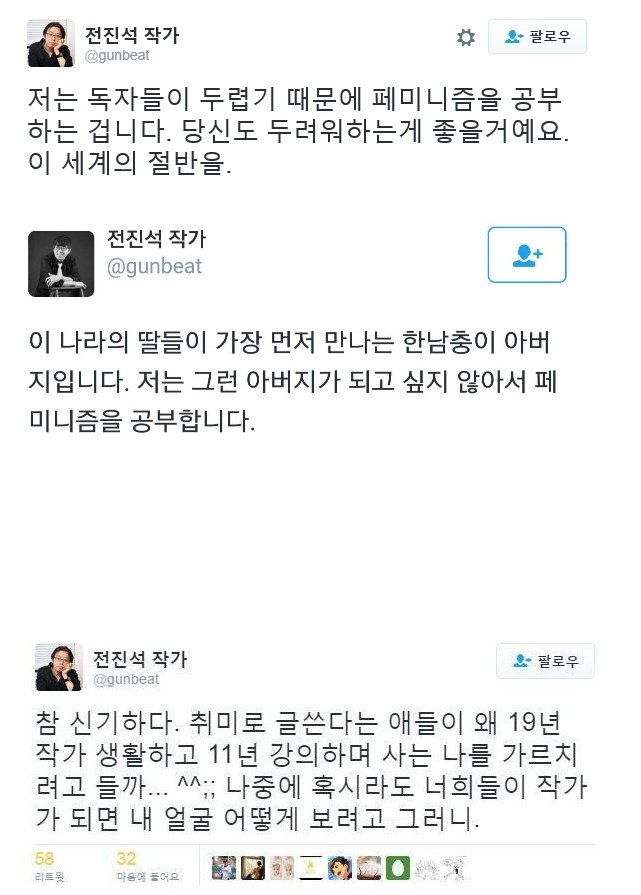 전진석 작가
@gunbeat
팔로우
저는 독자들이 두렵기 때문에 페미니즘을 공부
하는 겁니다. 당신도 두려워하는게 좋을거예요.
이 세계의 절반을.
전진석 작가
@gunbeat
이 나라의 딸들이 가장 먼저 만나는 한남충이 아버
지입니다. 저는 그런 아버지가 되고 싶지 않아서 페
미니즘을 공부합니다.
전진석 작가
@gunbeat
팔로우
참 신기하다. 취미로 글쓴다는 애들이 왜 19년
작가 생활하고 11년 강의하며 사는 나를 가르치
려고 들까... ^^;; 나중에 혹시라도 너희들이 작가
가 되면 내 얼굴 어떻게 보려고 그러니.
58
32
리트윗
마음에 들어요